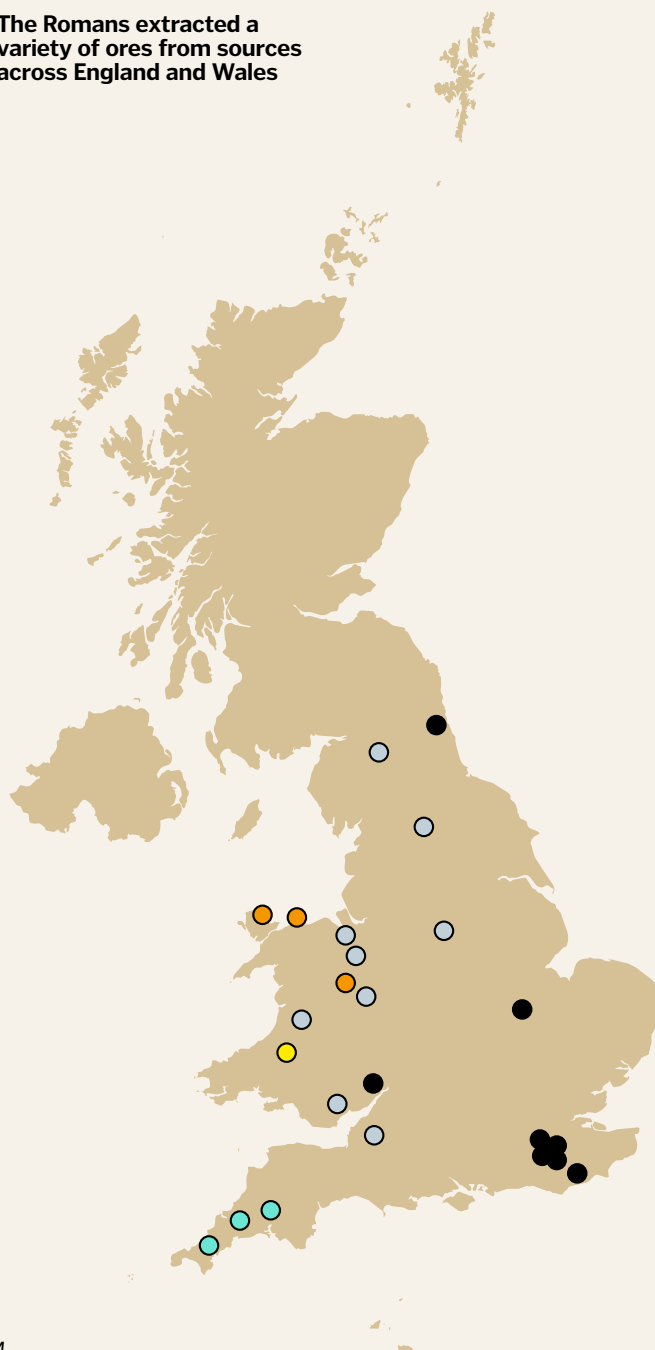 The Romans extracted a
variety of ores from sources
across England and Wales